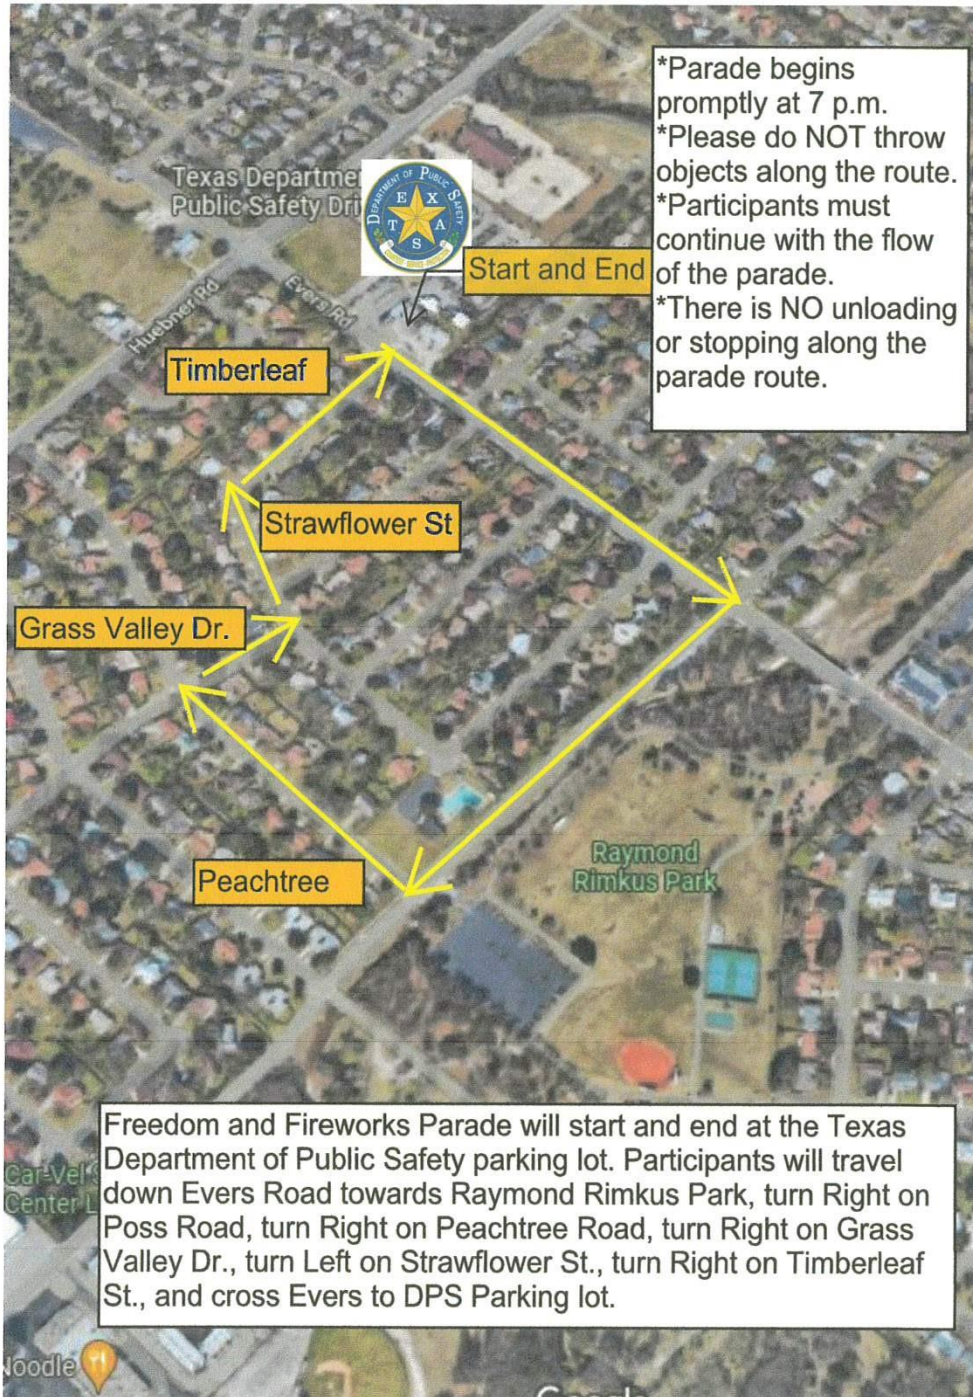 *Parade begins
promptly at 7 p.m.
*Please do NOT throw
objects along the route.
*Participants must
continue with the flow
of the parade.
*There is NO unloading
or stopping along the
parade route.
Texas Departme
Public Safety Dri
DEPARTMENT OF PUBLIC SAFETY
TEXAS
Start and End
Evers Rd
Huebner Rd
Timberleaf
Strawflower St
Grass Valley Dr.
Peachtree
Raymond
Rimkus Park
Freedom and Fireworks Parade will start and end at the Texas
Department of Public Safety parking lot. Participants will travel
down Evers Road towards Raymond Rimkus Park, turn Right on
Poss Road, turn Right on Peachtree Road, turn Right on Grass
Valley Dr., turn Left on Strawflower St., turn Right on Timberleaf
St., and cross Evers to DPS Parking lot.
Car-Vel
Center L
Noodle